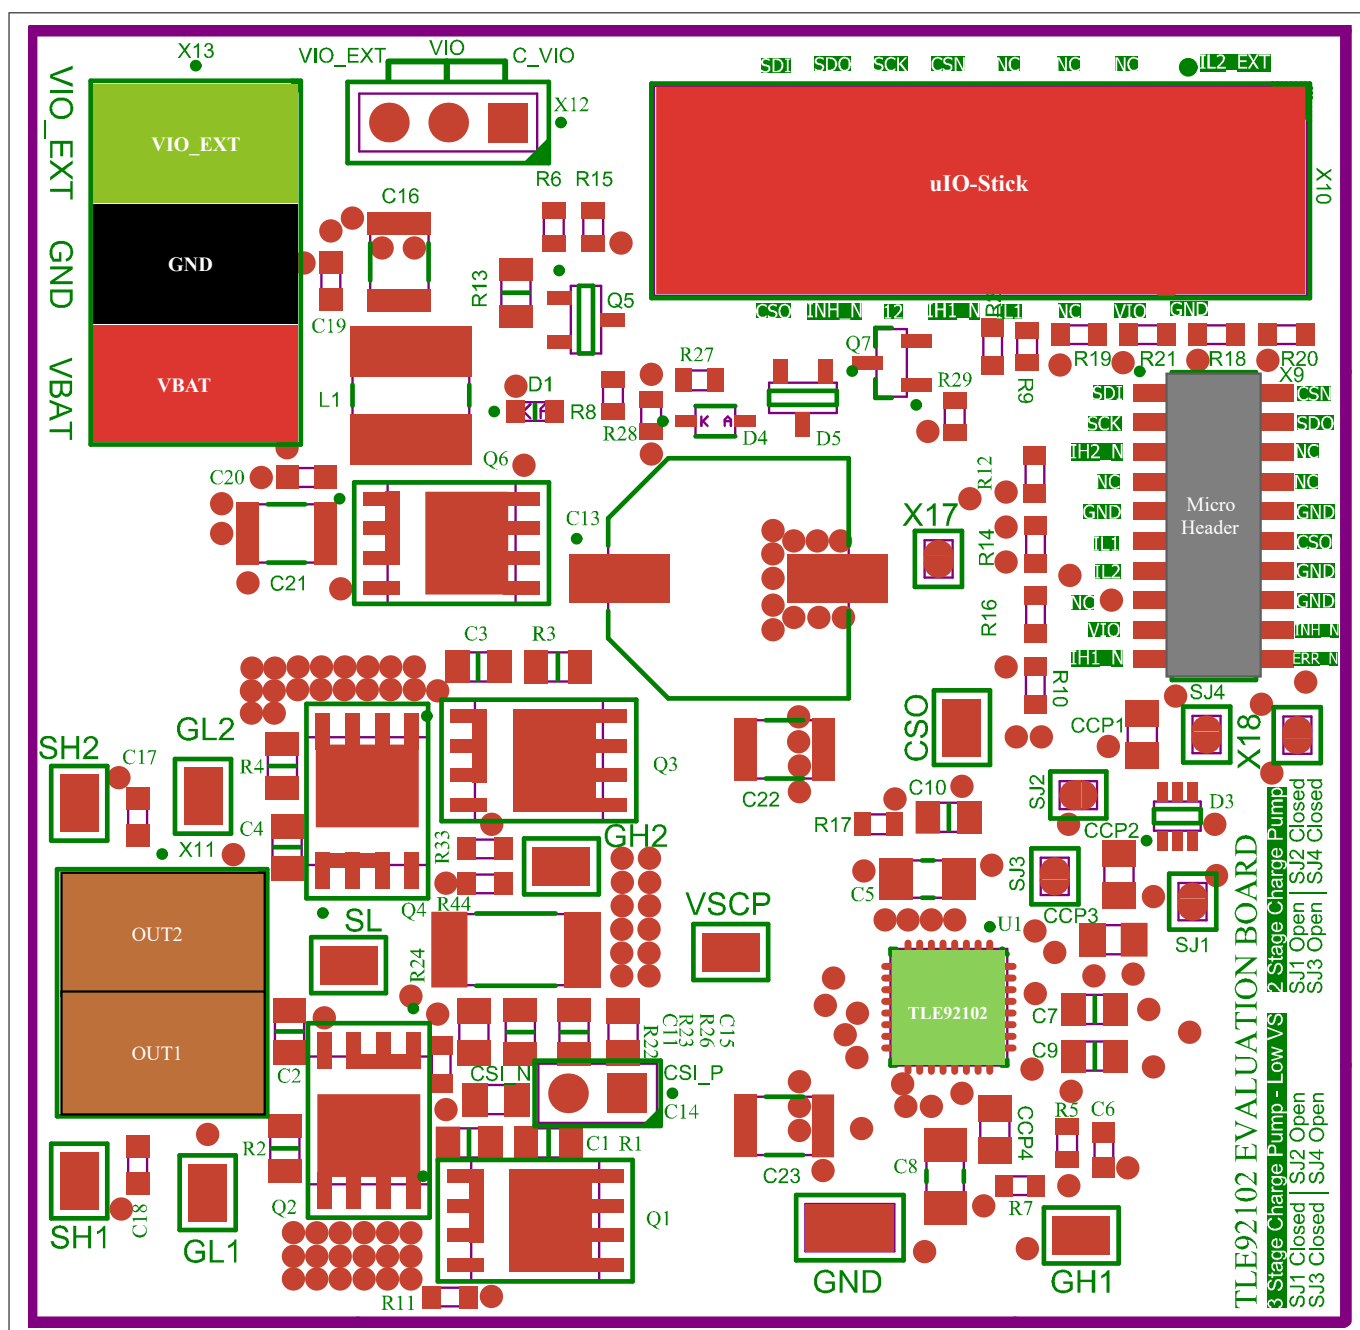 X13
VIO_EXT
VIO
C_VIO
X12
SDI
SDO
SCK
CSN
NC
NC
NC
IL2_EXT
VIO_EXT
GND
VBAT
VIO_EXT
GND
VBAT
uIO-Stick
X10
C16
R6
R15
C19
R13
Q5
CSO
INH_N
12
IH1_N
IL1
NC
VIO
GND
Q7
R9
R19
R21
R18
R20
L1
D1
R8
R27
R28
D4
D5
R29
K A
K A
X9
SDI
SCK
IH2_N
NC
GND
IL1
IL2
NC
VIO
IH1_N
CSN
SDO
NC
NC
GND
CSO
GND
GND
INH_N
ERR_N
Micro
Header
C20
Q6
C21
C13
X17
R12
R14
R16
R10
C3
R3
SH2
C17
GL2
R4
C4
X11
Q3
Q4
R33
R44
GH2
C22
CSO
CCP1
SJ4
X18
SJ2
CCP2
D3
R17
C10
SJ3
CCP3
SJ1
C5
U1
OUT2
OUT1
SL
R24
VSCP
TLE92102
C7
C9
C2
R22
C11
R23
R26
C15
CSI_N
CSI_P
C14
C1
R1
R2
Q2
Q1
SH1
C18
GL1
R11
C23
C8
CCP4
R5
C6
R7
GND
GH1
TLE92102 EVALUATION BOARD
3 Stage Charge Pump - Low VS
SJ1 Closed | SJ2 Open
SJ3 Closed | SJ4 Open
2 Stage Charge Pump
SJ1 Open | SJ2 Closed
SJ3 Open | SJ4 Closed